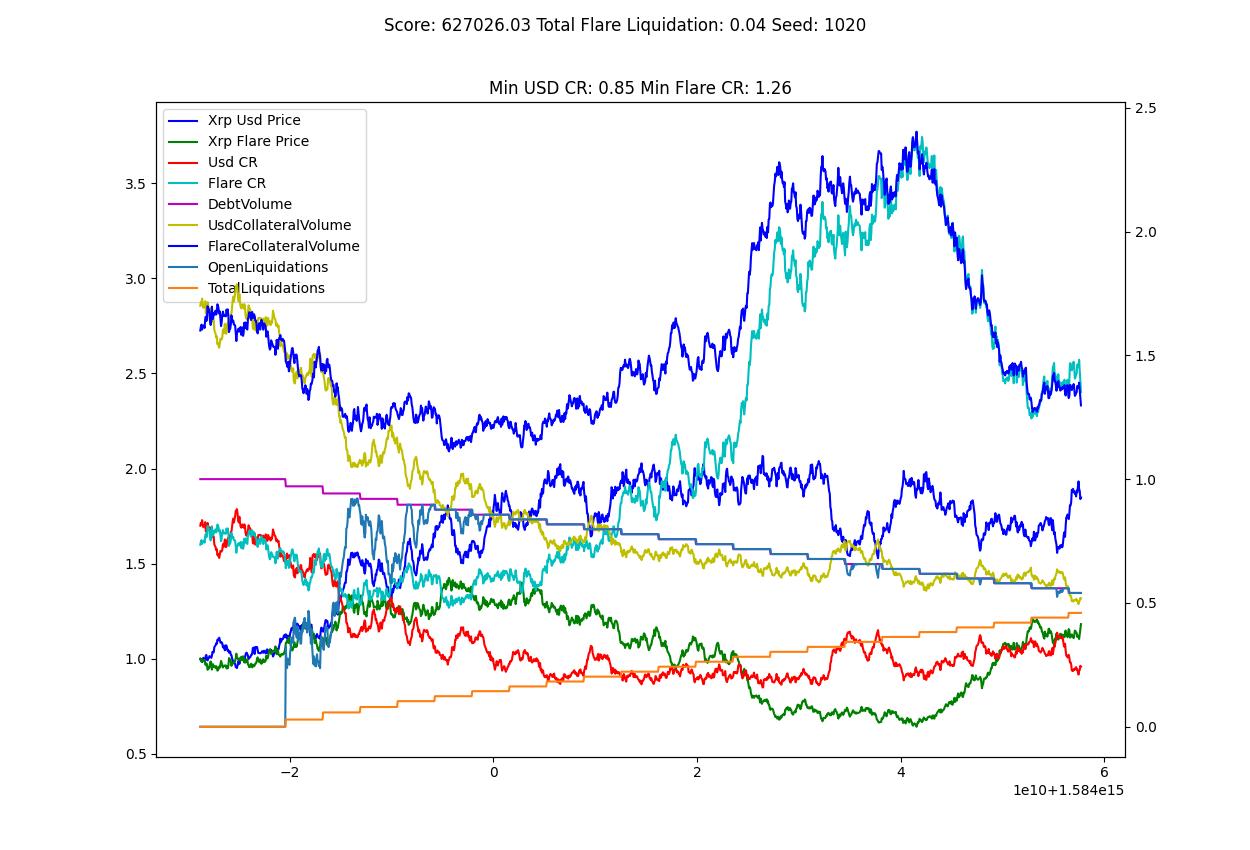 Score: 627026.03 Total Flare Liquidation: 0.04 Seed: 1020
Min USD CR: 0.85 Min Flare CR: 1.26
Xrp Usd Price
Xrp Flare Price
Usd CR
Flare CR
DebtVolume
UsdCollateralVolume
FlareCollateralVolume
OpenLiquidations
TotalLiquidations
3.5
3.0
2.5
2.0
1.5
1.0
0.5
2.5
2.0
1.5
1.0
0.5
0.0
−2
0
2
4
6
1e10+1.584e15